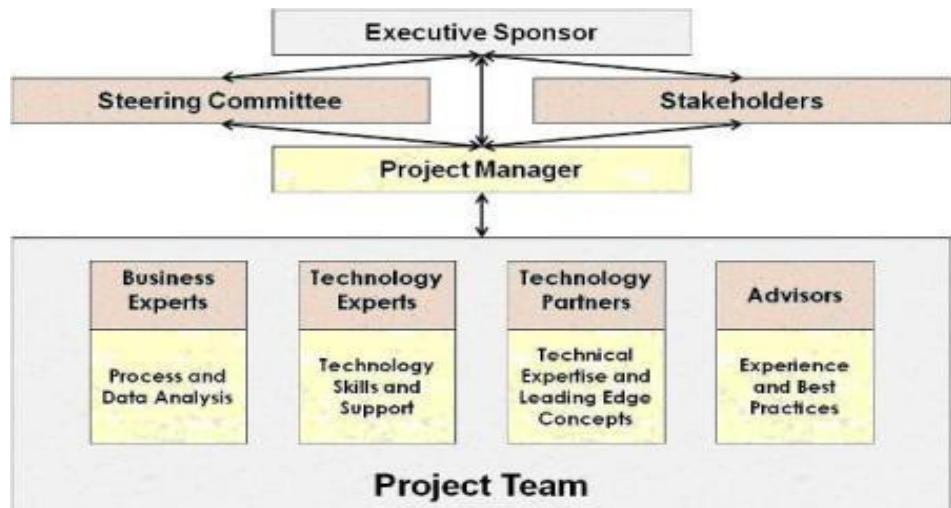 Executive Sponsor
Steering Committee
Stakeholders
Project Manager
Business
Experts
Process and
Data Analysis
Technology
Experts
Technology
Skills and
Support
Technology
Partners
Technical
Expertise and
Leading Edge
Concepts
Advisors
Experience
and Best
Practices
Project Team